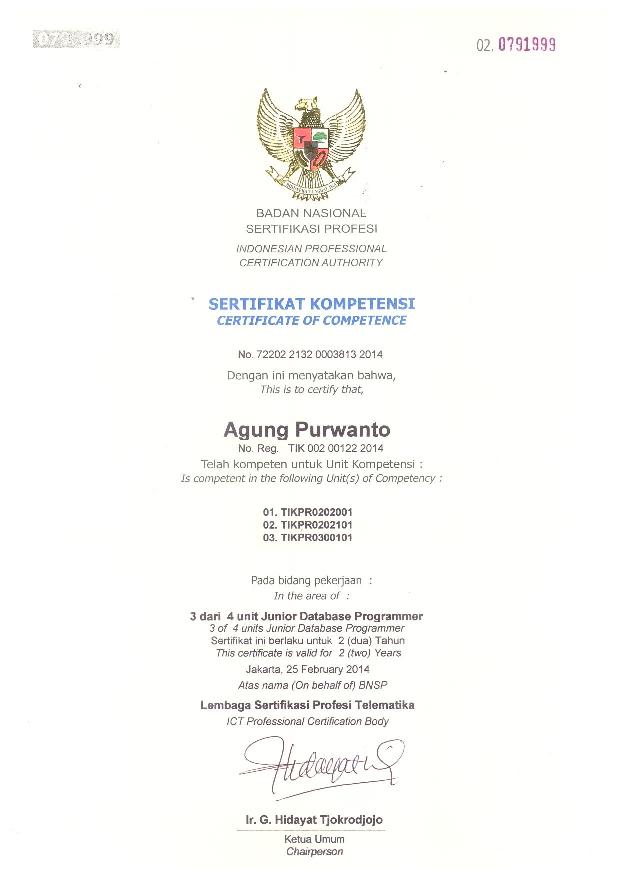 0791999
02. 0791999
BADAN NASIONAL
SERTIFIKASI PROFESI
INDONESIAN PROFESSIONAL
CERTIFICATION AUTHORITY
SERTIFIKAT KOMPETENSI
CERTIFICATE OF COMPETENCE
No. 72202 2132 0003813 2014
Dengan ini menyatakan bahwa,
This is to certify that,
Agung Purwanto
No. Reg. TIK 002 00122 2014
Telah kompeten untuk Unit Kompetensi :
Is competent in the following Unit(s) of Competency :
01. TIKPR0202001
02. TIKPR0202101
03. TIKPR0300101
Pada bidang pekerjaan :
In the area of :
3 dari 4 unit Junior Database Programmer
3 of 4 units Junior Database Programmer
Sertifikat ini berlaku untuk 2 (dua) Tahun
This certificate is valid for 2 (two) Years
Jakarta, 25 February 2014
Atas nama (On behalf of) BNSP
Lembaga Sertifikasi Profesi Telematika
ICT Professional Certification Body
Ir. G. Hidayat Tjokrodjojo
Ketua Umum
Chairperson